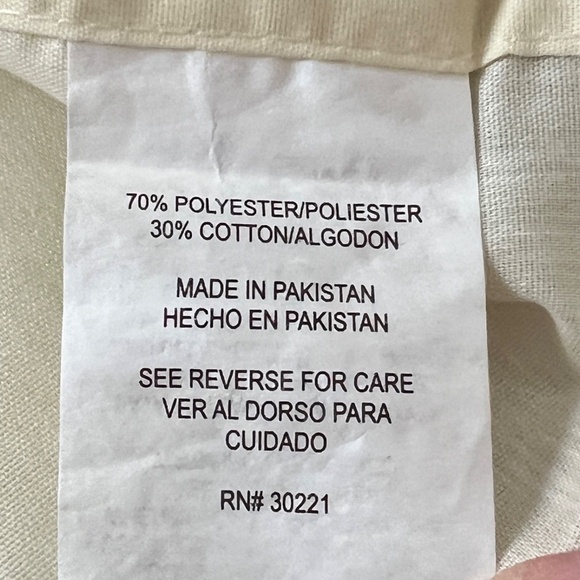 70% POLYESTER/POLIESTER
30% COTTON/ALGODON
MADE IN PAKISTAN
HECHO EN PAKISTAN
SEE REVERSE FOR CARE
VER AL DORSO PARA
CUIDADO
RN# 30221